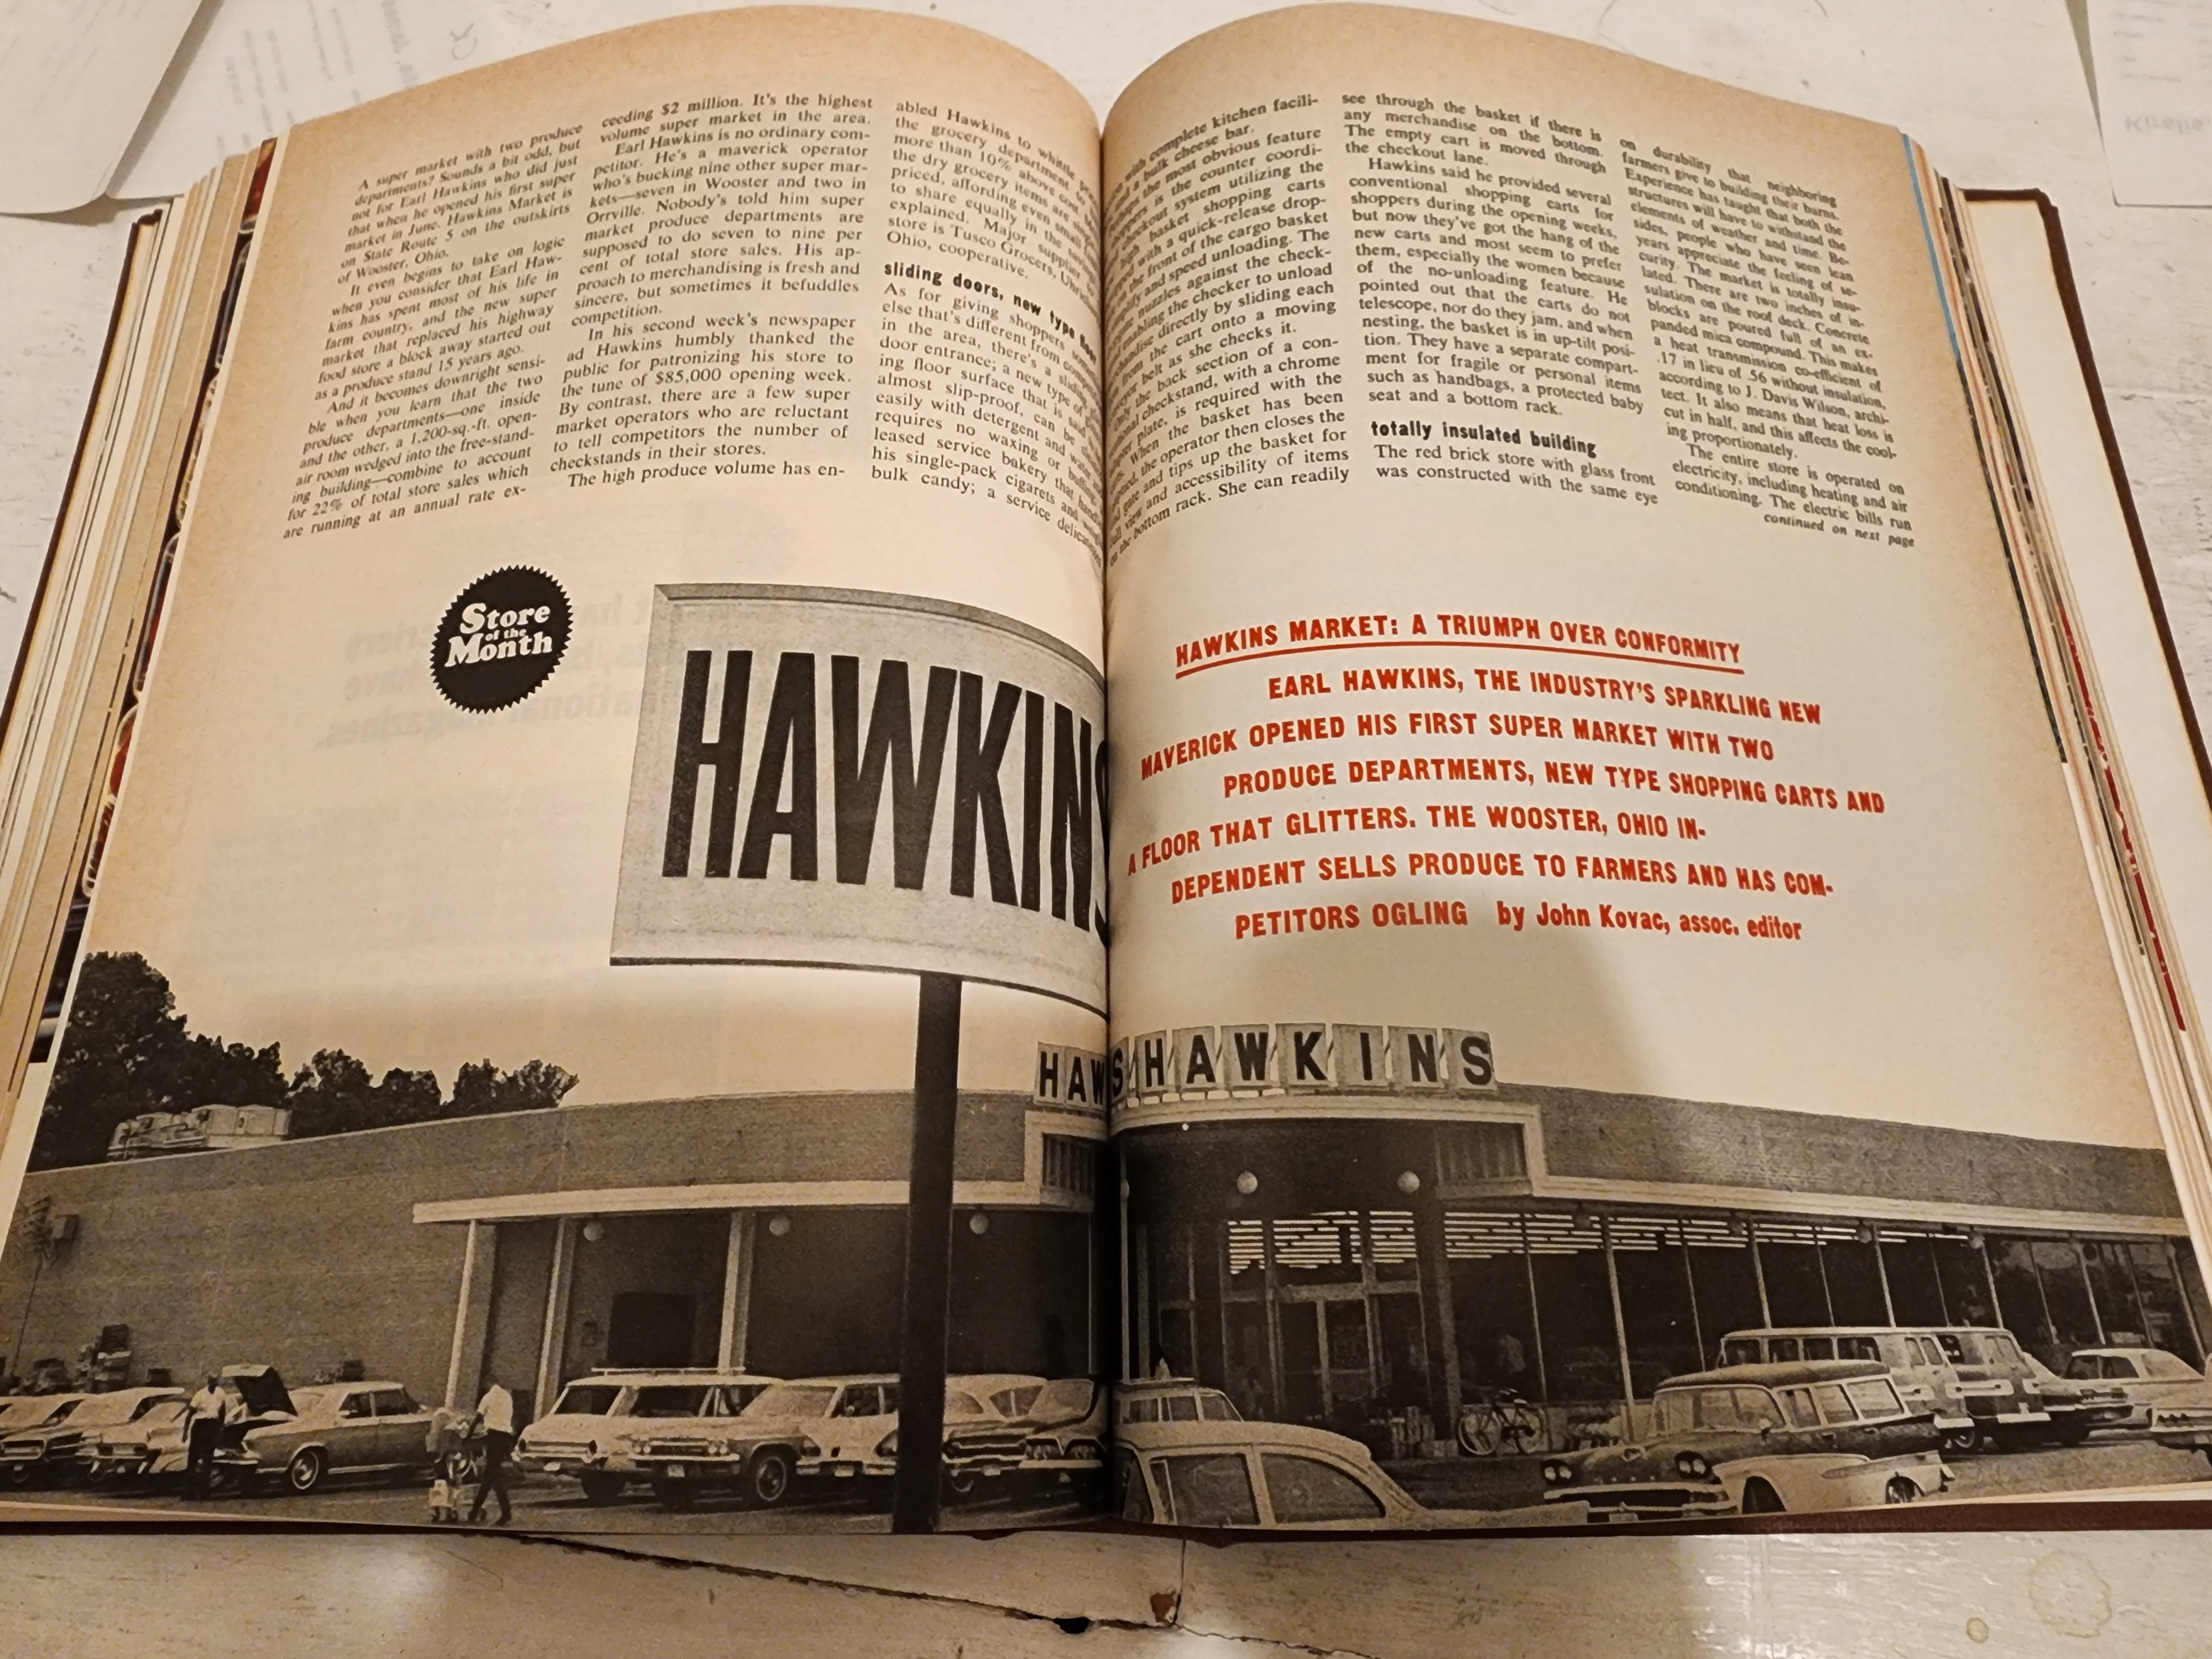 A super market with two produce
departments? Sounds a bit odd, but
not for Earl Hawkins who did just
that when he opened his first super
market in June. Hawkins Market is
on State Route 5 on the outskirts
of Wooster, Ohio.
It even begins to take on logic
when you consider that Earl Haw-
kins has spent most of his life in
farm country, and the new super
market that replaced his highway
food store a block away started out
as a produce stand 15 years ago.
And it becomes downright sensi-
ble when you learn that the two
produce departments—one inside
and the other, a 1,200-sq.-ft. open-
air room wedged into the free-stand-
ing building—combine to account
for 22% of total store sales which
are running at an annual rate ex-
ceeding $2 million. It's the highest
volume super market in the area.
Earl Hawkins is no ordinary com-
petitor. He's a maverick operator
who's bucking nine other super mar-
kets—seven in Wooster and two in
Orrville. Nobody's told him super
market produce departments are
supposed to do seven to nine per
cent of total store sales. His ap-
proach to merchandising is fresh and
sincere, but sometimes it befuddles
competition.
In his second week's newspaper
ad Hawkins humbly thanked the
public for patronizing his store to
the tune of $85,000 opening week.
By contrast, there are a few super
market operators who are reluctant
to tell competitors the number of
checkstands in their stores.
The high produce volume has en-
abled Hawkins to whittle
the grocery department to
more than 10% above cost
the dry grocery items are
priced, affording even small
to share equally in the savings
explained. Major supplier to
store is Tusco Grocers,
Ohio, cooperative.
sliding doors, new type floor
As for giving shoppers
else that's different from
in the area, there's a sliding
door entrance; a new type of
ing floor surface that is said
almost slip-proof, can be
easily with detergent and
requires no waxing or buffing
leased service bakery that
his single-pack cigarets and
bulk candy; a service
with complete kitchen facili-
a bulk cheese bar.
the most obvious feature
is the counter coordi-
checkout system utilizing the
high basket shopping carts
with a quick-release drop-
the front of the cargo basket
and speed unloading. The
nuzzles against the check-
enabling the checker to unload
directly by sliding each
from the cart onto a moving
belt as she checks it.
Only the back section of a con-
checkstand, with a chrome
plate, is required with the
When the basket has been
the operator then closes the
gate and tips up the basket for
full view and accessibility of items
on the bottom rack. She can readily
see through the basket if there is
any merchandise on the bottom.
The empty cart is moved through
the checkout lane.
Hawkins said he provided several
conventional shopping carts for
shoppers during the opening weeks,
but now they've got the hang of the
new carts and most seem to prefer
them, especially the women because
of the no-unloading feature. He
pointed out that the carts do not
telescope, nor do they jam, and when
nesting, the basket is in up-tilt posi-
tion. They have a separate compart-
ment for fragile or personal items
such as handbags, a protected baby
seat and a bottom rack.
totally insulated building
The red brick store with glass front
was constructed with the same eye
on durability that neighboring
farmers give to building their barns.
Experience has taught that both the
structures will have to withstand the
elements of weather and time. Be-
sides, people who have seen lean
years appreciate the feeling of se-
curity. The market is totally insu-
lated. There are two inches of in-
sulation on the roof deck. Concrete
blocks are poured full of an ex-
panded mica compound. This makes
a heat transmission co-efficient of
.17 in lieu of .56 without insulation,
according to J. Davis Wilson, archi-
tect. It also means that heat loss is
cut in half, and this affects the cool-
ing proportionately.
The entire store is operated on
electricity, including heating and air
conditioning. The electric bills run
continued on next page
Store
of the
Month
HAWKINS
HAWKINS MARKET: A TRIUMPH OVER CONFORMITY
EARL HAWKINS, THE INDUSTRY'S SPARKLING NEW
MAVERICK OPENED HIS FIRST SUPER MARKET WITH TWO
PRODUCE DEPARTMENTS, NEW TYPE SHOPPING CARTS AND
A FLOOR THAT GLITTERS. THE WOOSTER, OHIO IN-
DEPENDENT SELLS PRODUCE TO FARMERS AND HAS COM-
PETITORS OGLING by John Kovac, assoc. editor
HAW S HAWKINS